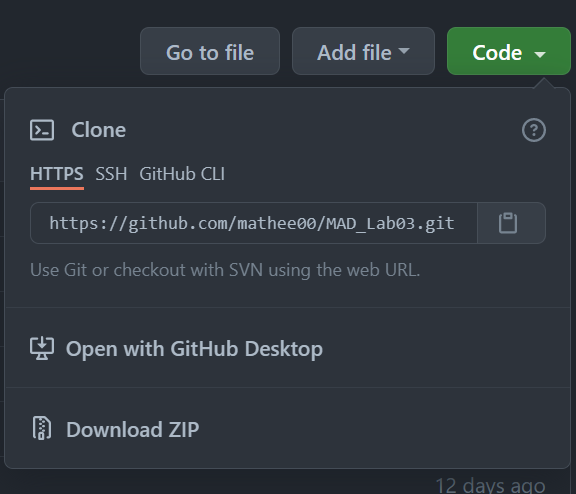 Go to file Add file Code
Clone
HTTPS SSH GitHub CLI
https://github.com/mathee00/MAD_Lab03.git
Use Git or checkout with SVN using the web URL.
Open with GitHub Desktop
Download ZIP
12 days ago